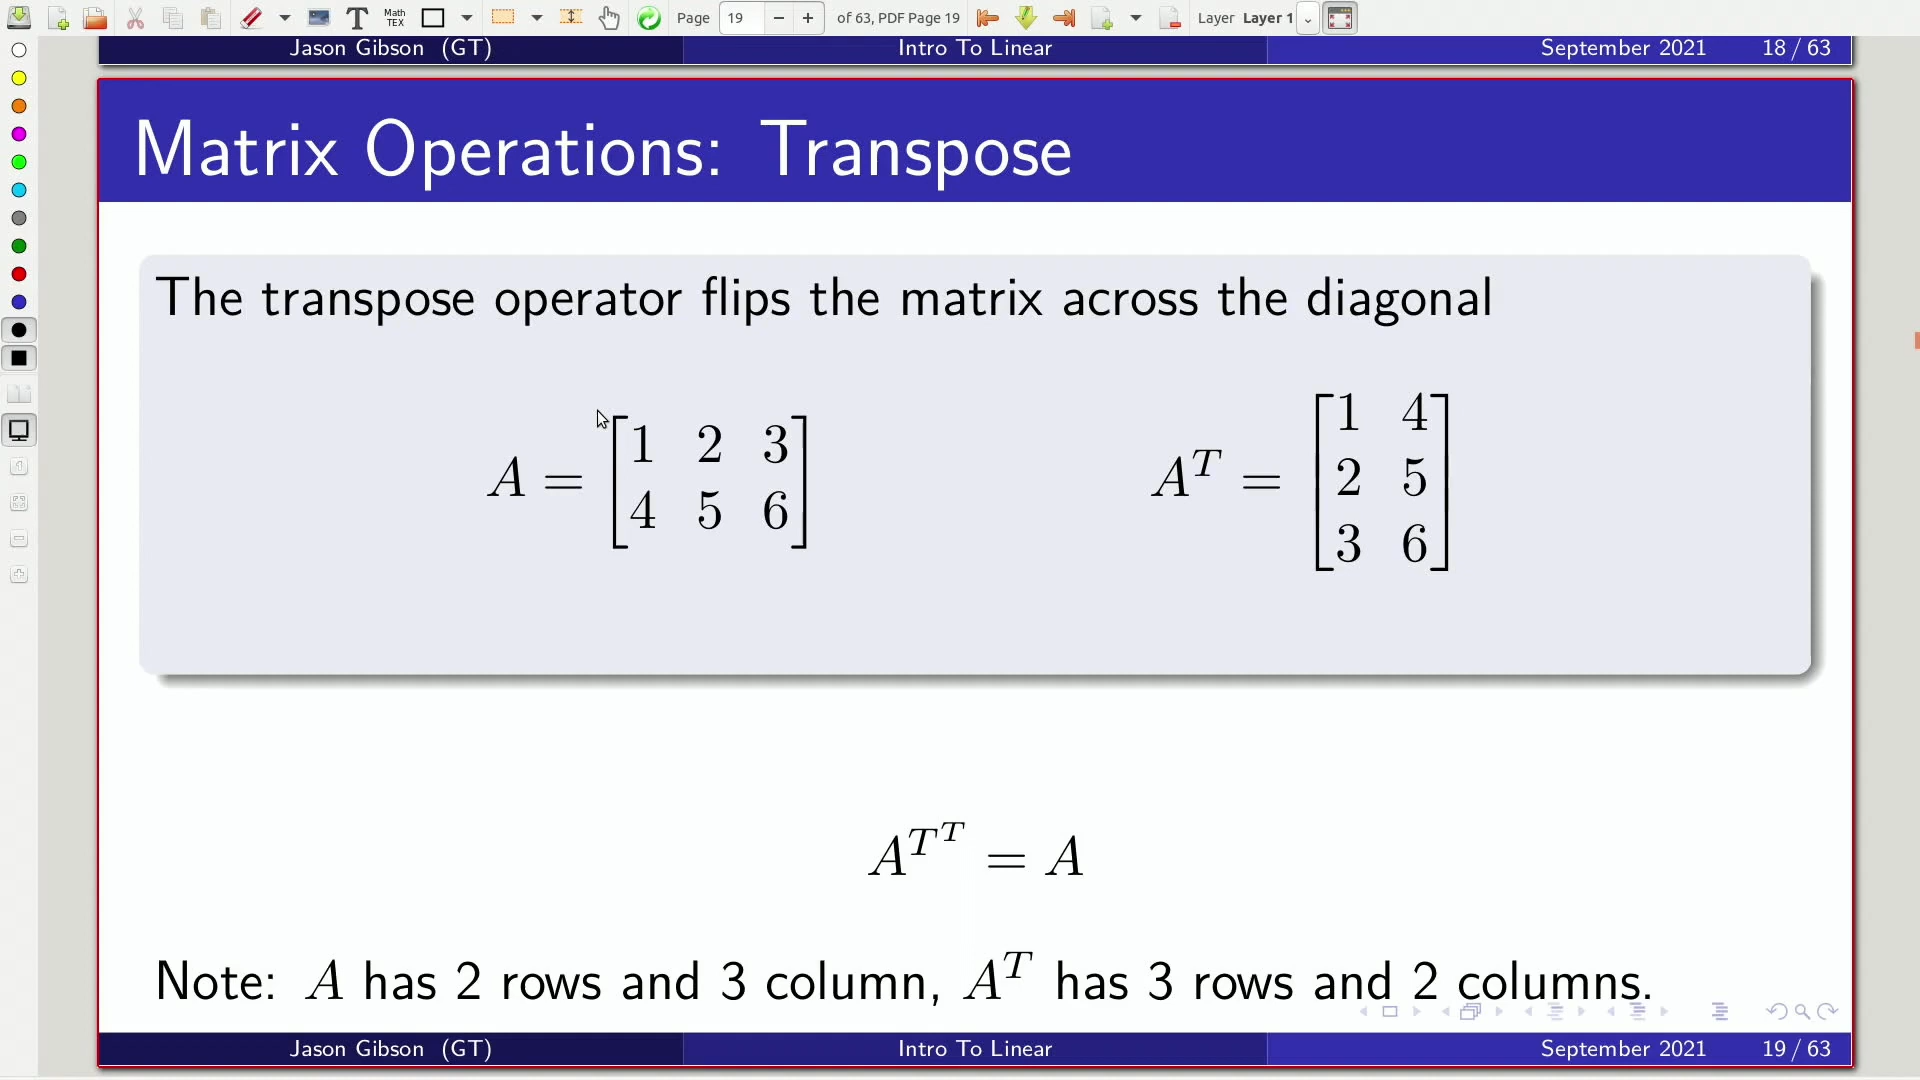 Math TEX Page 19 of 63, PDF Page 19 Layer Layer 1
Jason Gibson (GT) Intro To Linear September 2021 18 / 63
Matrix Operations: Transpose
The transpose operator flips the matrix across the diagonal
A = [1 2 3
4 5 6]
A^T = [1 4
2 5
3 6]
A^{T^T} = A
Note: A has 2 rows and 3 column, A^T has 3 rows and 2 columns.
Jason Gibson (GT) Intro To Linear September 2021 19 / 63